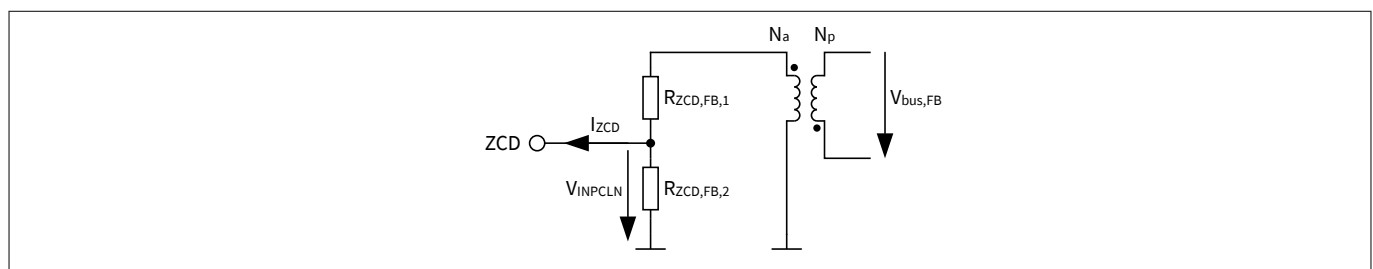 Na Np
RZCD,FB,1
Vbus,FB
IZCD
ZCD
VINPCLN
RZCD,FB,2